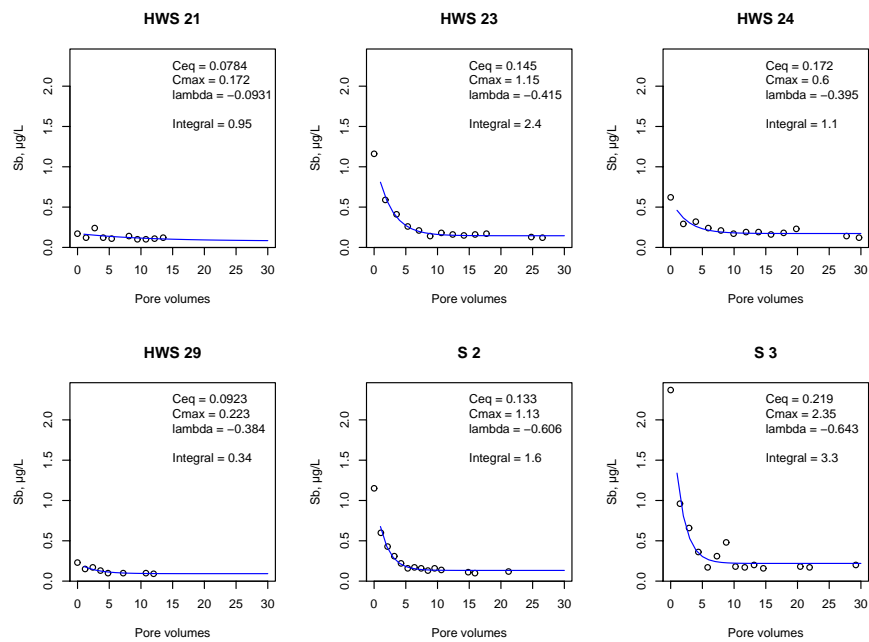 HWS 21
Ceq = 0.0784
Cmax = 0.172
lambda = −0.0931
Integral = 0.95
Sb, µg/L
0.0 0.5 1.0 1.5 2.0
0 5 10 15 20 25 30
Pore volumes
HWS 23
Ceq = 0.145
Cmax = 1.15
lambda = −0.415
Integral = 2.4
Sb, µg/L
0.0 0.5 1.0 1.5 2.0
0 5 10 15 20 25 30
Pore volumes
HWS 24
Ceq = 0.172
Cmax = 0.6
lambda = −0.395
Integral = 1.1
Sb, µg/L
0.0 0.5 1.0 1.5 2.0
0 5 10 15 20 25 30
Pore volumes
HWS 29
Ceq = 0.0923
Cmax = 0.223
lambda = −0.384
Integral = 0.34
Sb, µg/L
0.0 0.5 1.0 1.5 2.0
0 5 10 15 20 25 30
Pore volumes
S 2
Ceq = 0.133
Cmax = 1.13
lambda = −0.606
Integral = 1.6
Sb, µg/L
0.0 0.5 1.0 1.5 2.0
0 5 10 15 20 25 30
Pore volumes
S 3
Ceq = 0.219
Cmax = 2.35
lambda = −0.643
Integral = 3.3
Sb, µg/L
0.0 0.5 1.0 1.5 2.0
0 5 10 15 20 25 30
Pore volumes